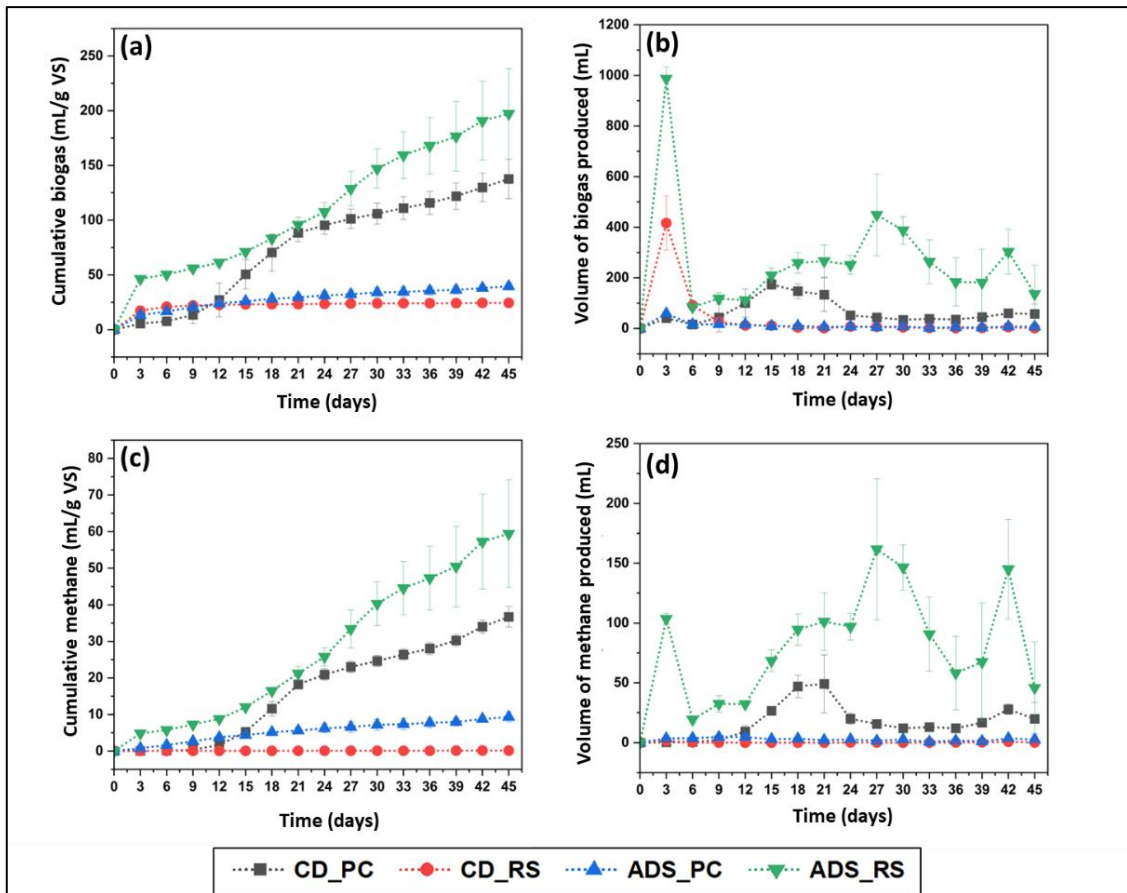 (a)
Cumulative biogas (mL/g VS)
250
200
150
100
50
0
0 3 6 9 12 15 18 21 24 27 30 33 36 39 42 45
Time (days)
(b)
Volume of biogas produced (mL)
1200
1000
800
600
400
200
0
0 3 6 9 12 15 18 21 24 27 30 33 36 39 42 45
Time (days)
(c)
Cumulative methane (mL/g VS)
80
70
60
50
40
30
20
10
0
0 3 6 9 12 15 18 21 24 27 30 33 36 39 42 45
Time (days)
(d)
Volume of methane produced (mL)
250
200
150
100
50
0
0 3 6 9 12 15 18 21 24 27 30 33 36 39 42 45
Time (days)
CD_PC CD_RS ADS_PC ADS_RS